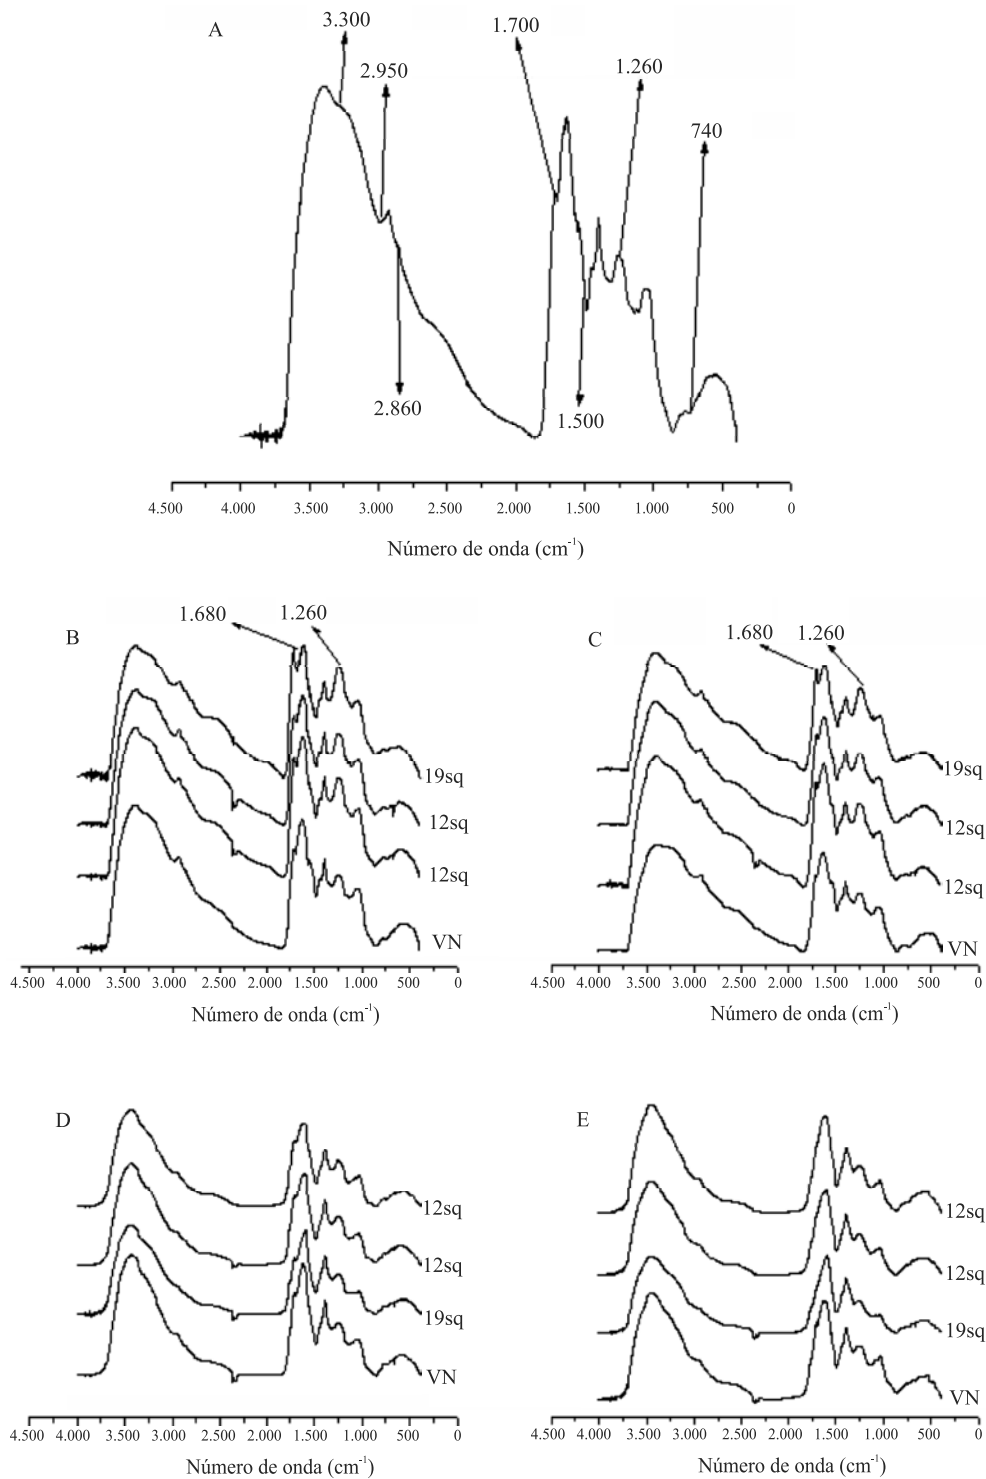 A
3.300
2.950
2.860
1.700
1.500
1.260
740
4.500 4.000 3.500 3.000 2.500 2.000 1.500 1.000 500 0
Número de onda (cm-1)
B
1.680 1.260
19sq
12sq
12sq
VN
4.500 4.000 3.500 3.000 2.500 2.000 1.500 1.000 500 0
Número de onda (cm-1)
C
1.680 1.260
19sq
12sq
12sq
VN
4.500 4.000 3.500 3.000 2.500 2.000 1.500 1.000 500 0
Número de onda (cm-1)
D
12sq
12sq
19sq
VN
4.500 4.000 3.500 3.000 2.500 2.000 1.500 1.000 500 0
Número de onda (cm-1)
E
12sq
12sq
19sq
VN
4.500 4.000 3.500 3.000 2.500 2.000 1.500 1.000 500 0
Número de onda (cm-1)